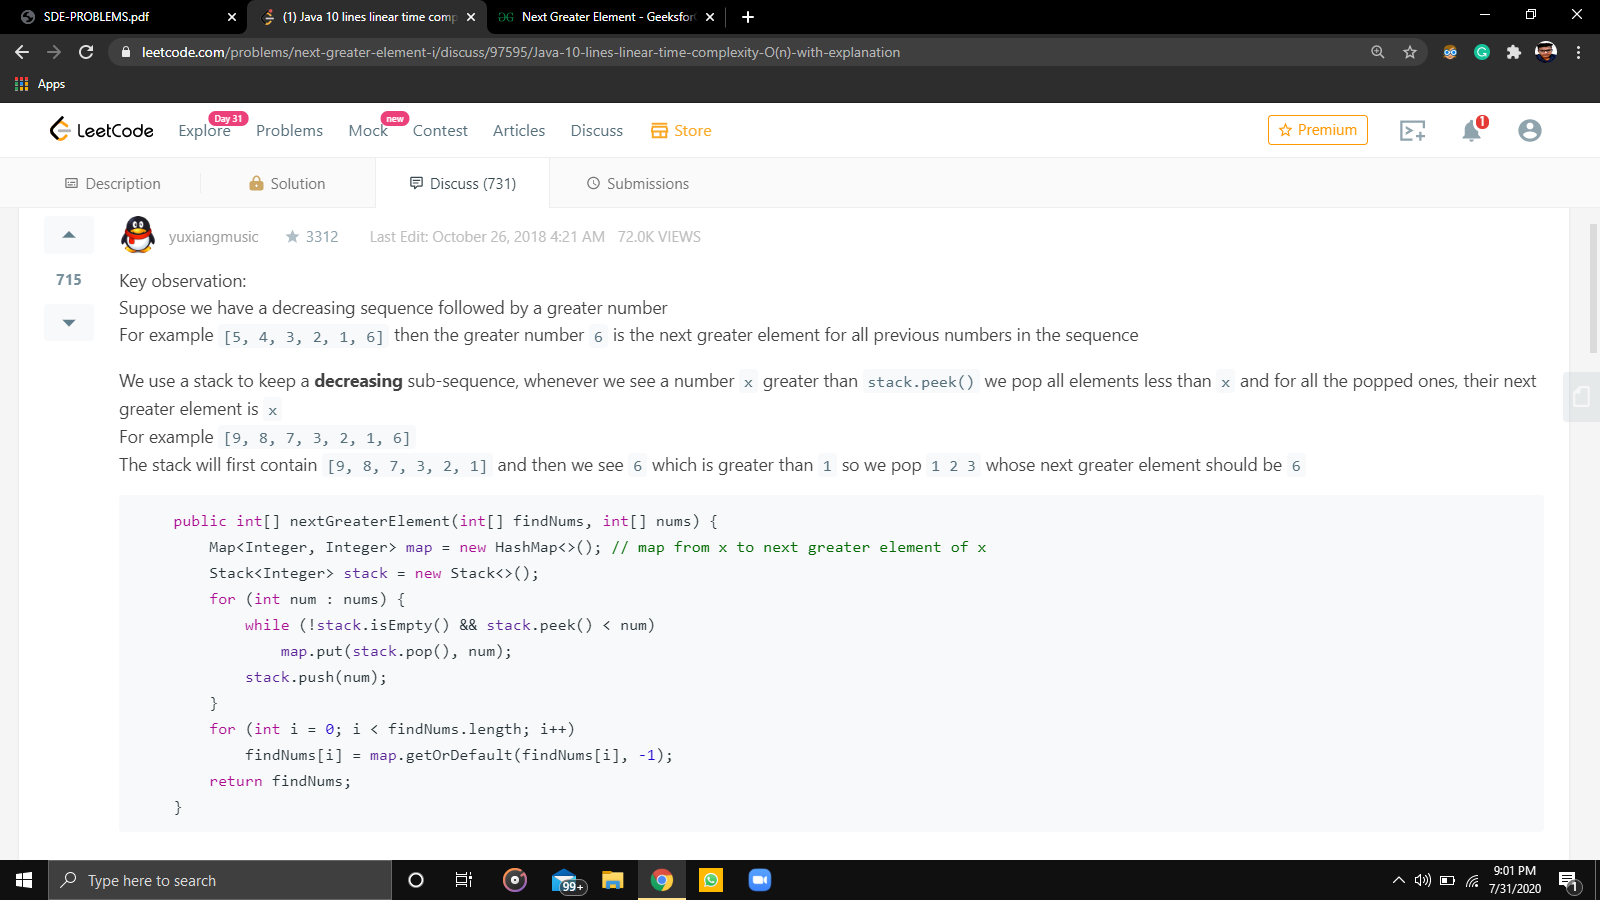 SDE-PROBLEMS.pdf
(1) Java 10 lines linear time comp
Next Greater Element - Geeksfor
leetcode.com/problems/next-greater-element-i/discuss/97595/Java-10-lines-linear-time-complexity-O(n)-with-explanation
Apps
LeetCode Explore Day 31 Problems Mock new Contest Articles Discuss Store Premium 1
Description Solution Discuss (731) Submissions
yuxiangmusic 3312 Last Edit: October 26, 2018 4:21 AM 72.0K VIEWS
715
Key observation:
Suppose we have a decreasing sequence followed by a greater number
For example [5, 4, 3, 2, 1, 6] then the greater number 6 is the next greater element for all previous numbers in the sequence
We use a stack to keep a decreasing sub-sequence, whenever we see a number x greater than stack.peek() we pop all elements less than x and for all the popped ones, their next
greater element is x
For example [9, 8, 7, 3, 2, 1, 6]
The stack will first contain [9, 8, 7, 3, 2, 1] and then we see 6 which is greater than 1 so we pop 1 2 3 whose next greater element should be 6
public int[] nextGreaterElement(int[] findNums, int[] nums) {
Map<Integer, Integer> map = new HashMap<>(); // map from x to next greater element of x
Stack<Integer> stack = new Stack<>();
for (int num : nums) {
while (!stack.isEmpty() && stack.peek() < num)
map.put(stack.pop(), num);
stack.push(num);
}
for (int i = 0; i < findNums.length; i++)
findNums[i] = map.getOrDefault(findNums[i], -1);
return findNums;
}
Type here to search
99+
9:01 PM
7/31/2020
1